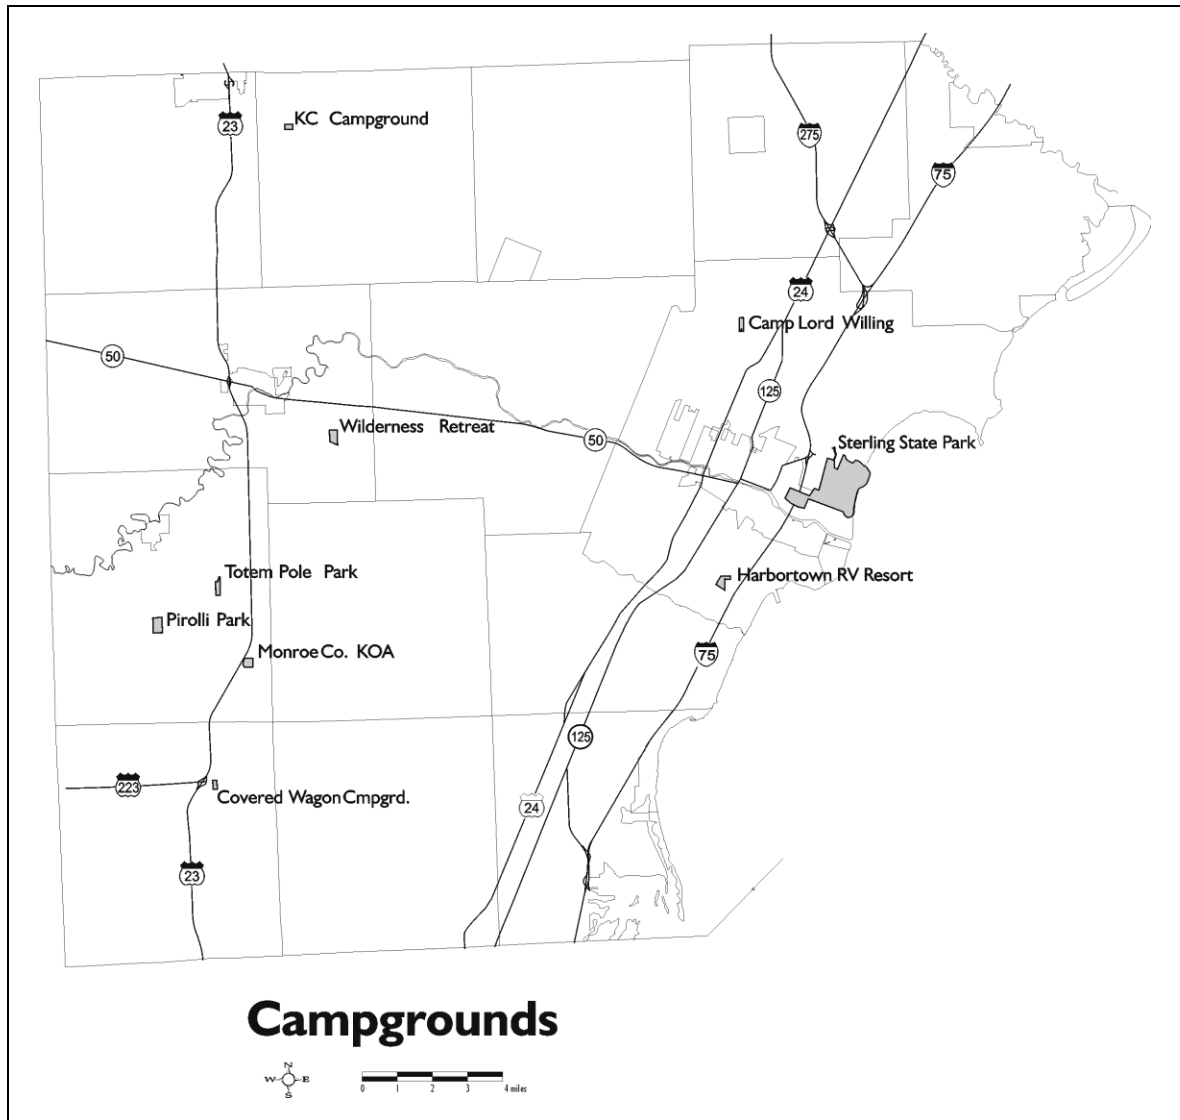 23
KC Campground
275
75
24
Camp Lord Willing
50
125
Wilderness Retreat
50
Sterling State Park
Totem Pole Park
Harbortown RV Resort
Pirolli Park
Monroe Co. KOA
75
125
223
Covered Wagon Cmpgrd.
24
23
Campgrounds
N
W E
S
0 1 2 3 4 miles